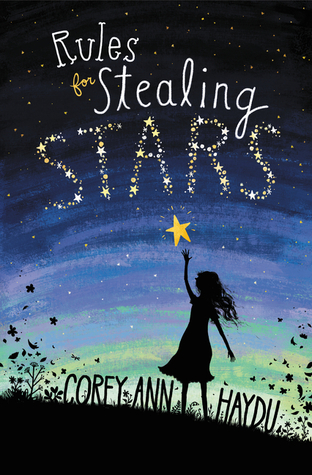 Rules
for Stealing
STARS
COREY ANN
HAYDU